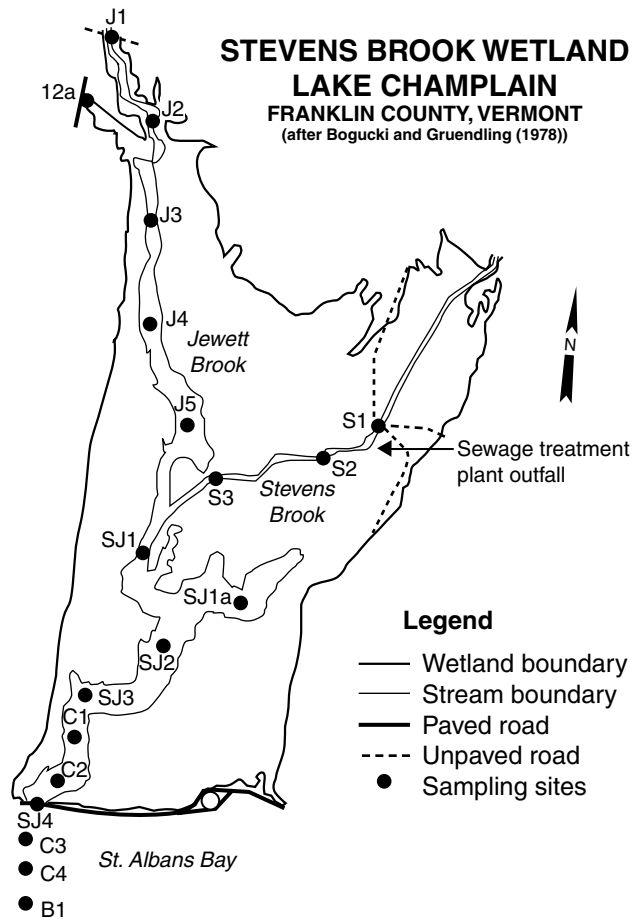 STEVENS BROOK WETLAND
LAKE CHAMPLAIN
FRANKLIN COUNTY, VERMONT
(after Bogucki and Gruendling (1978))
J1
12a
J2
J3
J4
Jewett
Brook
N
J5
S1
Sewage treatment
plant outfall
S2
S3
Stevens
Brook
SJ1
SJ1a
SJ2
SJ3
C1
C2
SJ4
C3
C4
B1
St. Albans Bay
Legend
Wetland boundary
Stream boundary
Paved road
Unpaved road
Sampling sites